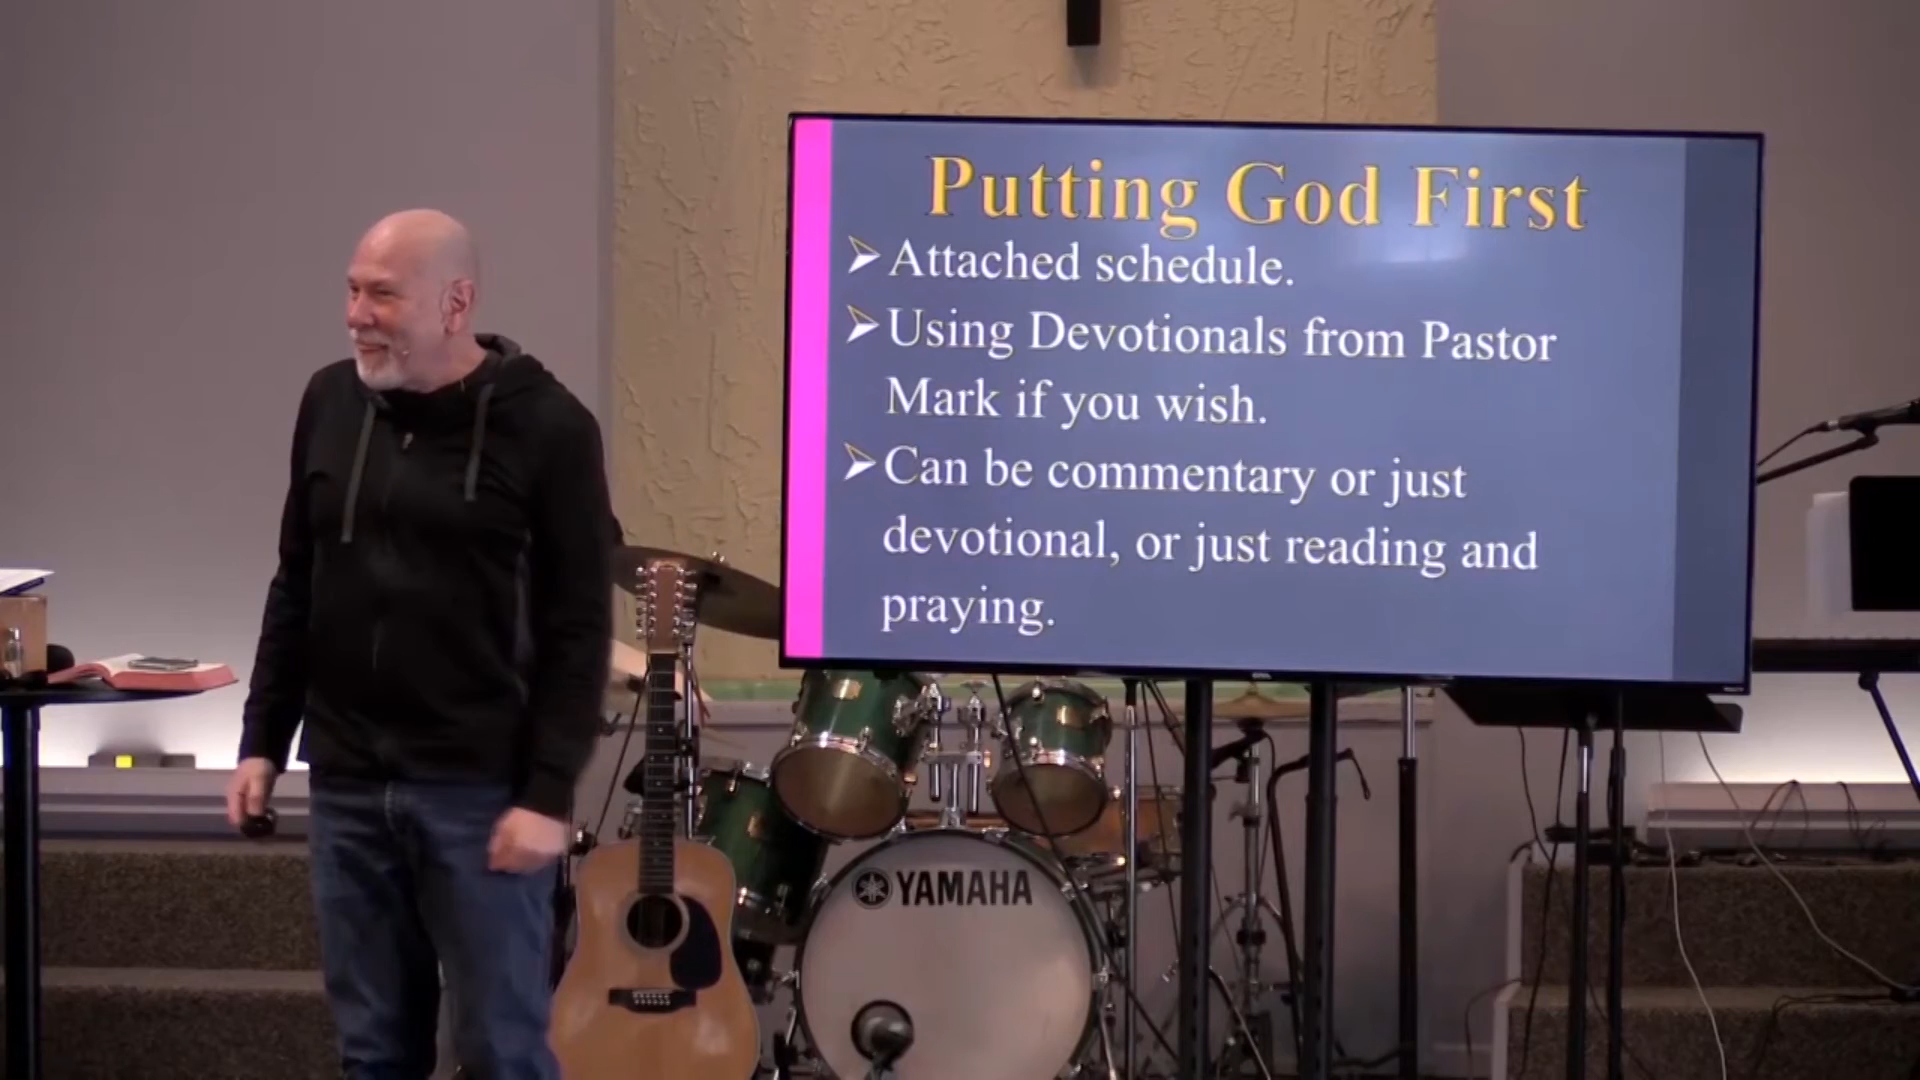 Putting God First
Attached schedule.
Using Devotionals from Pastor
Mark if you wish.
Can be commentary or just
devotional, or just reading and
praying.
YAMAHA